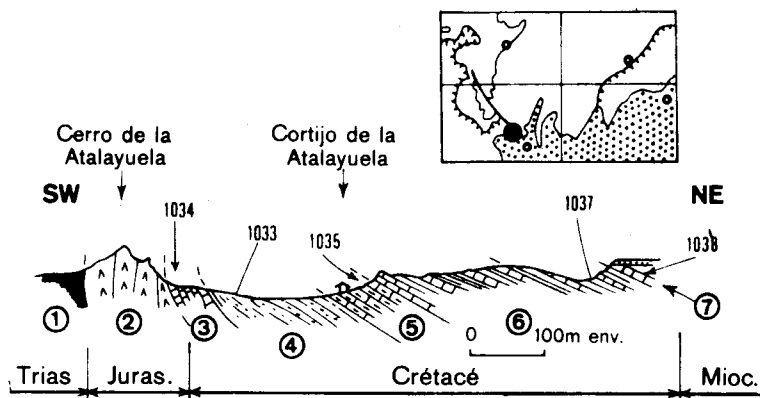 Cerro de la
Atalayuela
Cortijo de la
Atalayuela
SW
NE
1034
1033
1035
1037
1038
① ② ③ ④ ⑤ ⑥ ⑦
0 100m env.
Trias Juras. Crétacé Mioc.